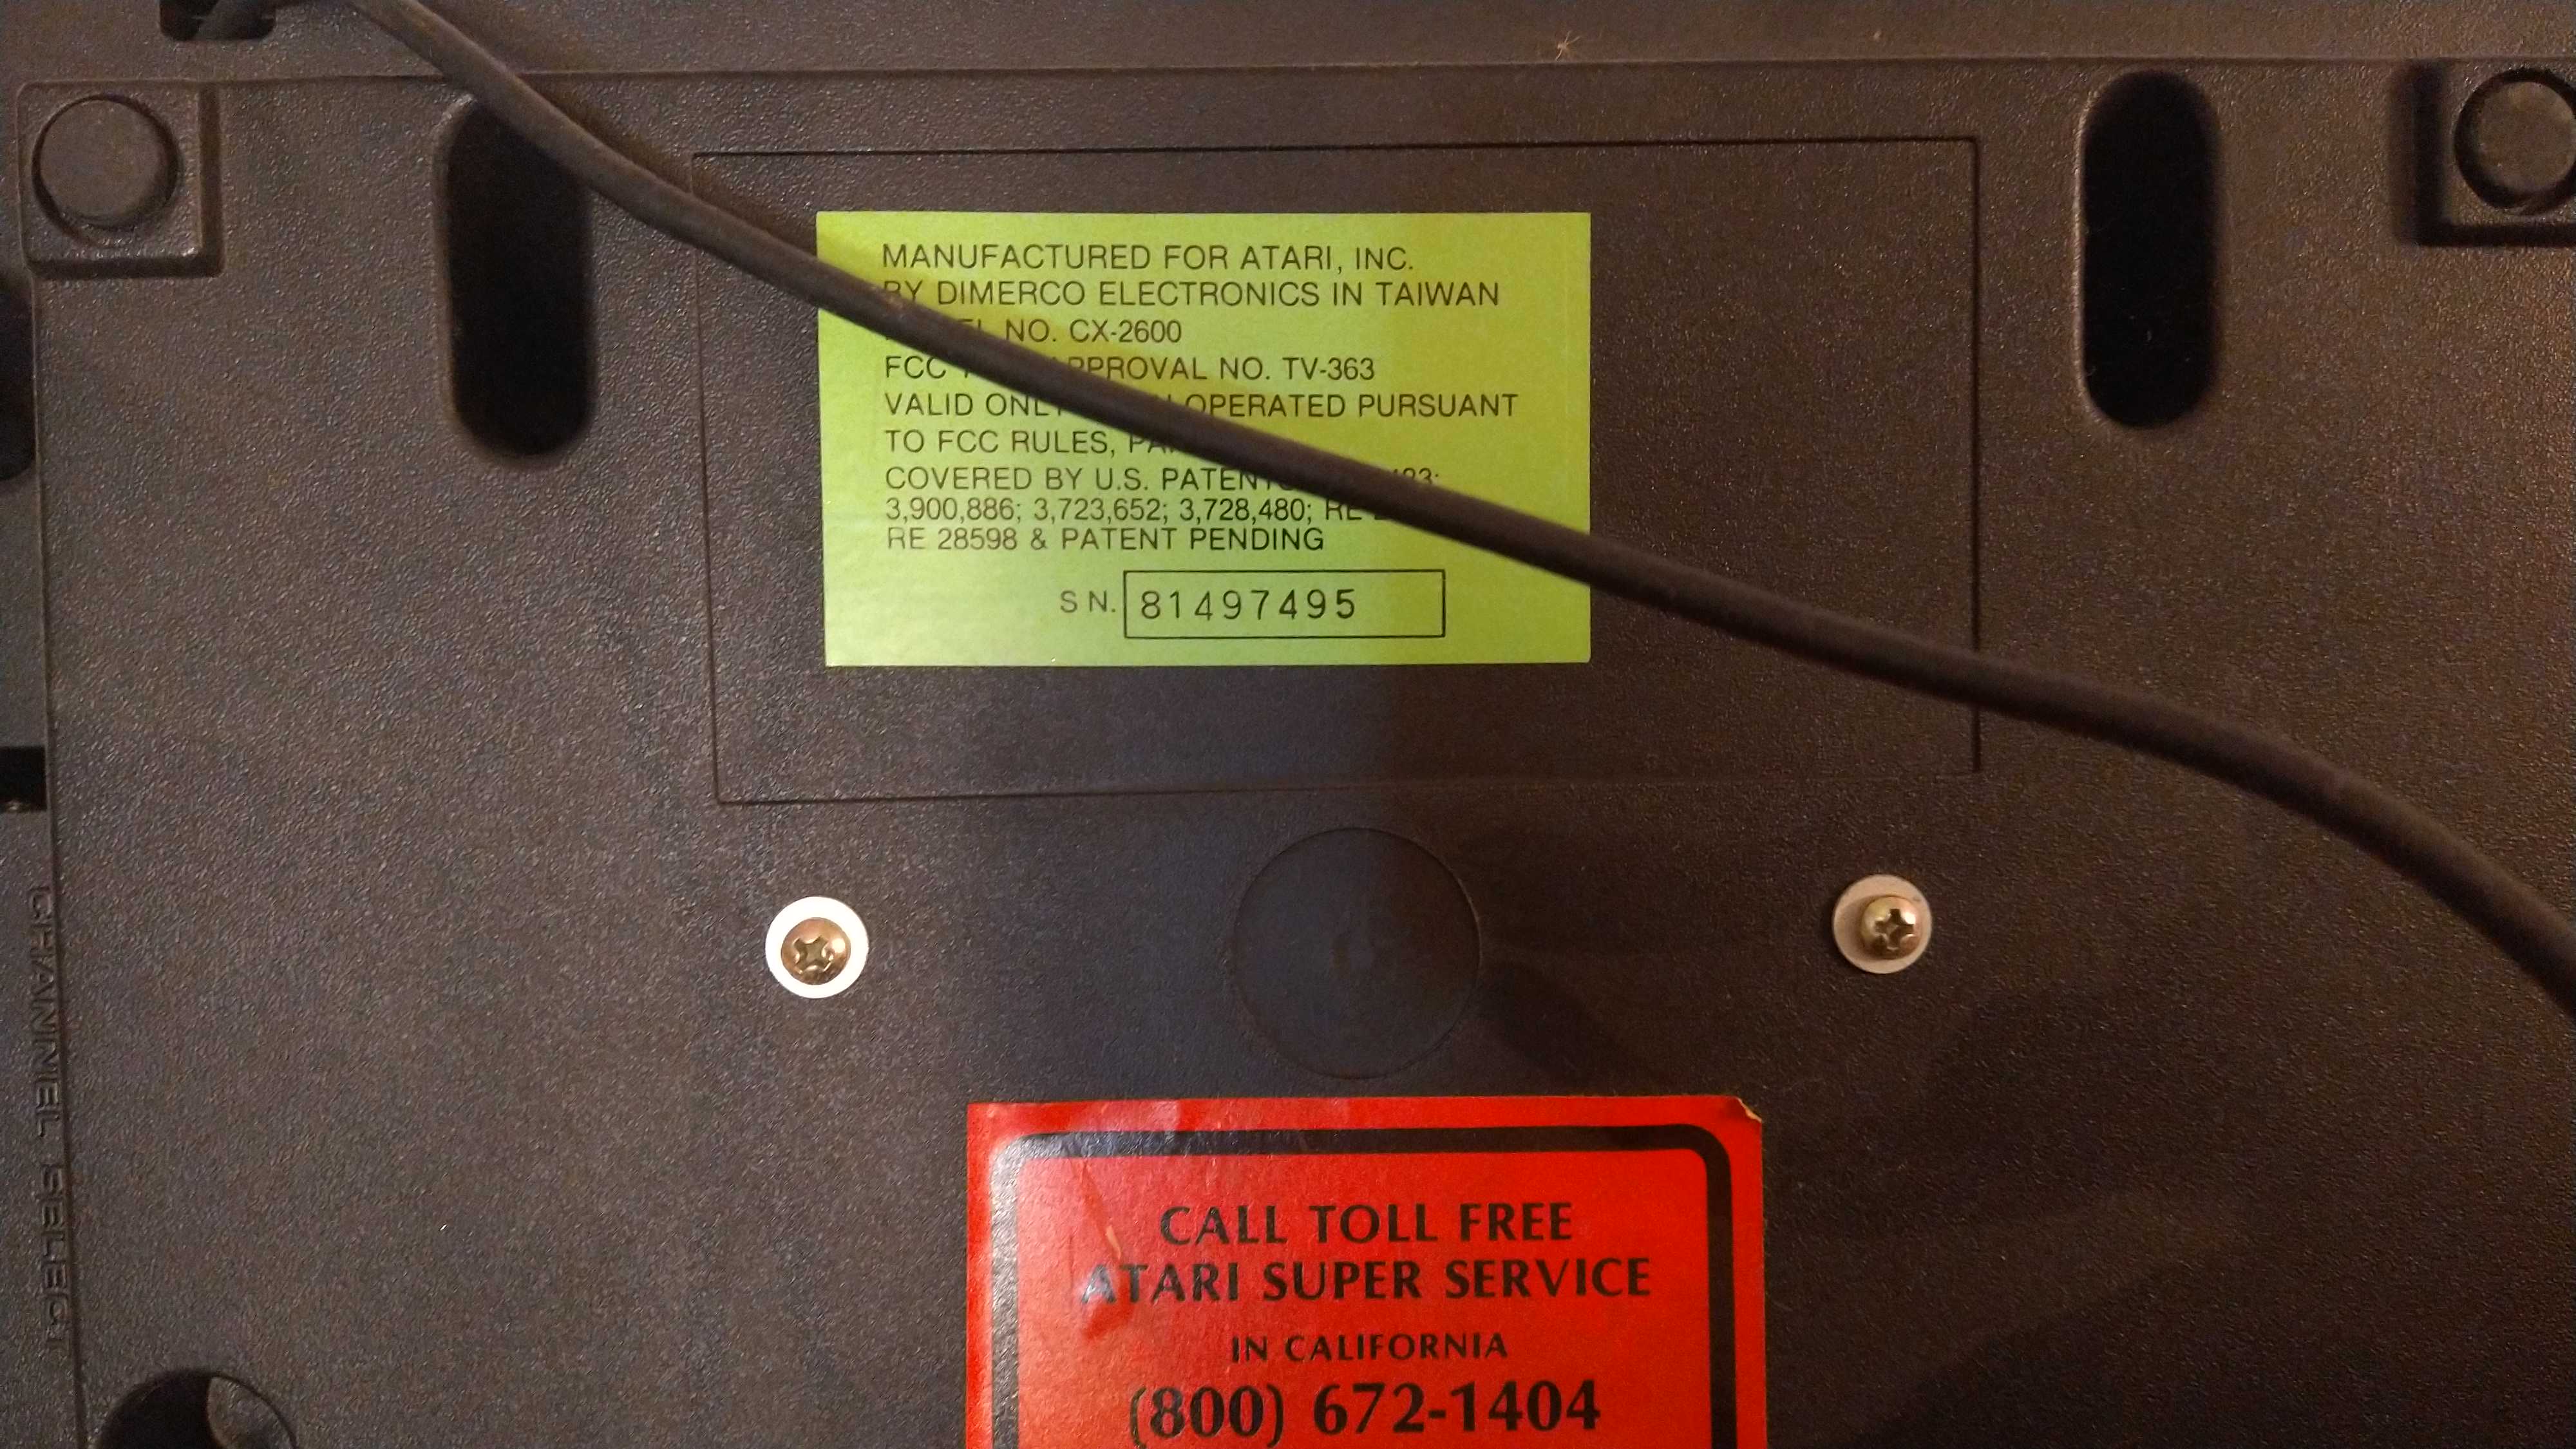 MANUFACTURED FOR ATARI, INC.
BY DIMERCO ELECTRONICS IN TAIWAN
NO. CX-2600
FCC APPROVAL NO. TV-363
VALID ONLY OPERATED PURSUANT
TO FCC RULES,
COVERED BY U.S.
3,900,886; 3,723,652; 3,728,480; RE
RE 28598 & PATENT PENDING
S N. 81497495
CHANNEL SELECT
CALL TOLL FREE
ATARI SUPER SERVICE
IN CALIFORNIA
(800) 672-1404